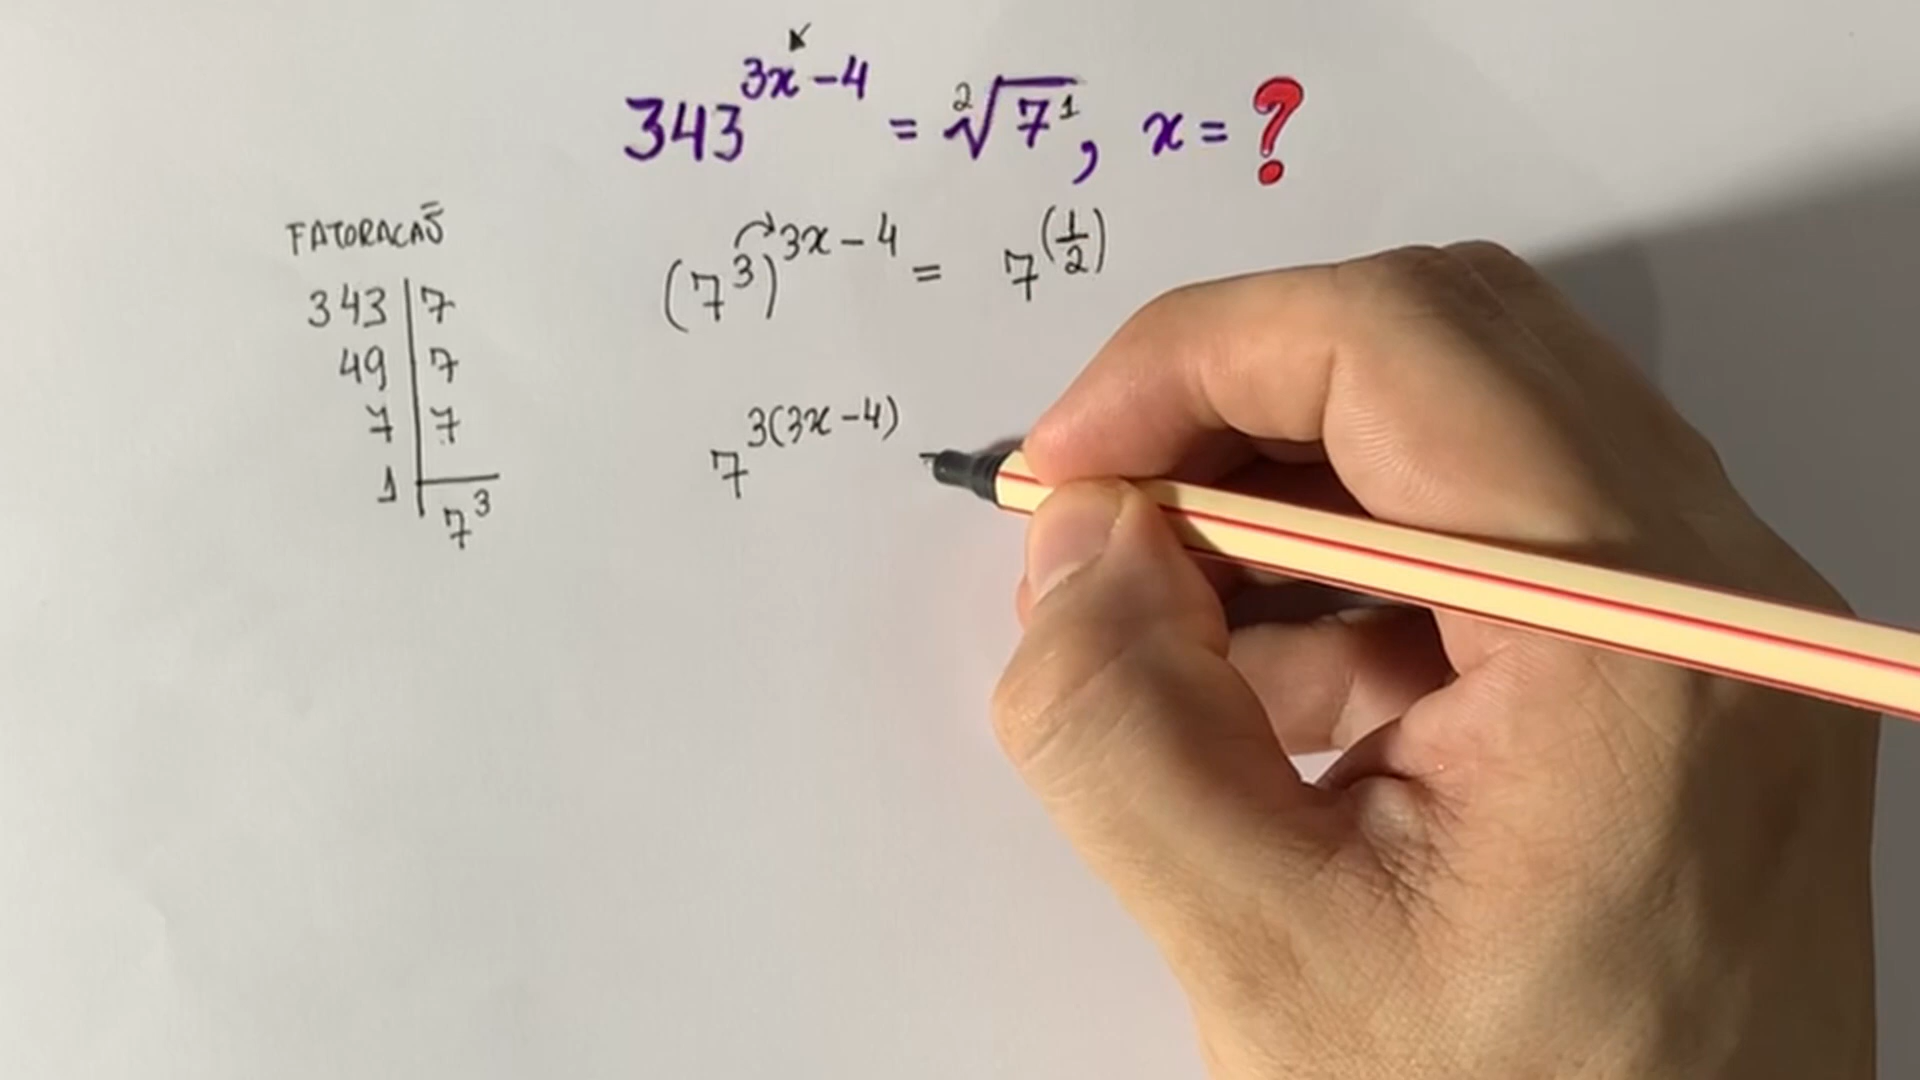 343^(3x-4) = ²√7¹, x = ?
FATORACAÕ
343 | 7
49 | 7
7 | 7
1
7³
(7³)^(3x-4) = 7^(1/2)
7^(3(3x-4))